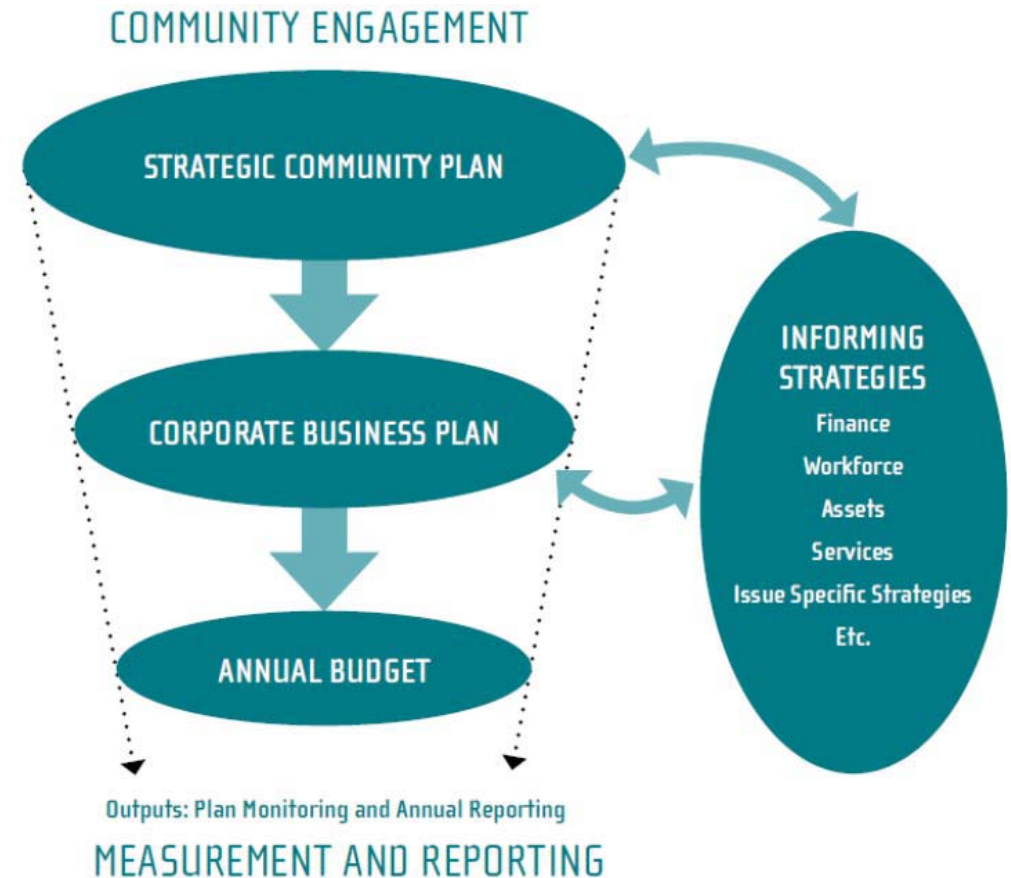 COMMUNITY ENGAGEMENT
STRATEGIC COMMUNITY PLAN
CORPORATE BUSINESS PLAN
ANNUAL BUDGET
INFORMING
STRATEGIES
Finance
Workforce
Assets
Services
Issue Specific Strategies
Etc.
Outputs: Plan Monitoring and Annual Reporting
MEASUREMENT AND REPORTING